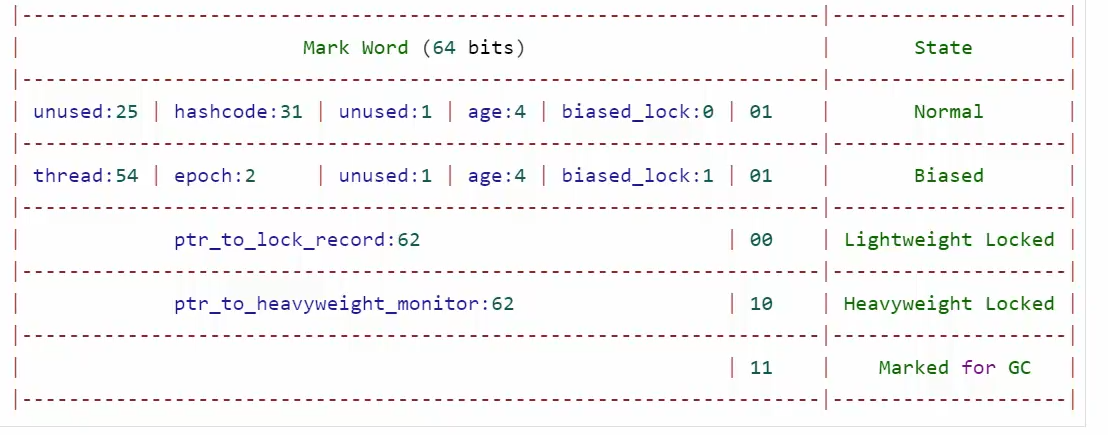 |--------------------------------------------------------------------|--------------------|
| Mark Word (64 bits) | State |
|--------------------------------------------------------------------|--------------------|
| unused:25 | hashcode:31 | unused:1 | age:4 | biased_lock:0 | 01 | Normal |
|--------------------------------------------------------------------|--------------------|
| thread:54 | epoch:2 | unused:1 | age:4 | biased_lock:1 | 01 | Biased |
|--------------------------------------------------------------------|--------------------|
| ptr_to_lock_record:62 | 00 | Lightweight Locked |
|--------------------------------------------------------------------|--------------------|
| ptr_to_heavyweight_monitor:62 | 10 | Heavyweight Locked |
|--------------------------------------------------------------------|--------------------|
| | 11 | Marked for GC |
|--------------------------------------------------------------------|--------------------|